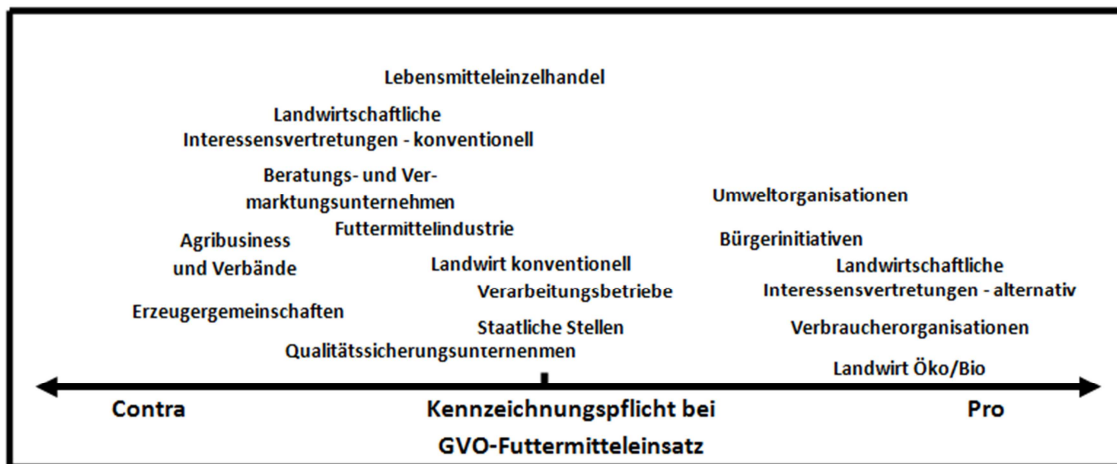 Lebensmitteleinzelhandel
Landwirtschaftliche
Interessensvertretungen - konventionell
Beratungs- und Ver-
marktungsunternehmen
Umweltorganisationen
Futtermittelindustrie
Agribusiness
und Verbände
Bürgerinitiativen
Landwirt konventionell
Landwirtschaftliche
Interessensvertretungen - alternativ
Verarbeitungsbetriebe
Erzeugergemeinschaften
Staatliche Stellen
Verbraucherorganisationen
Qualitätssicherungsunternehmen
Landwirt Öko/Bio
Contra
Kennzeichnungspflicht bei
GVO-Futtermitteleinsatz
Pro